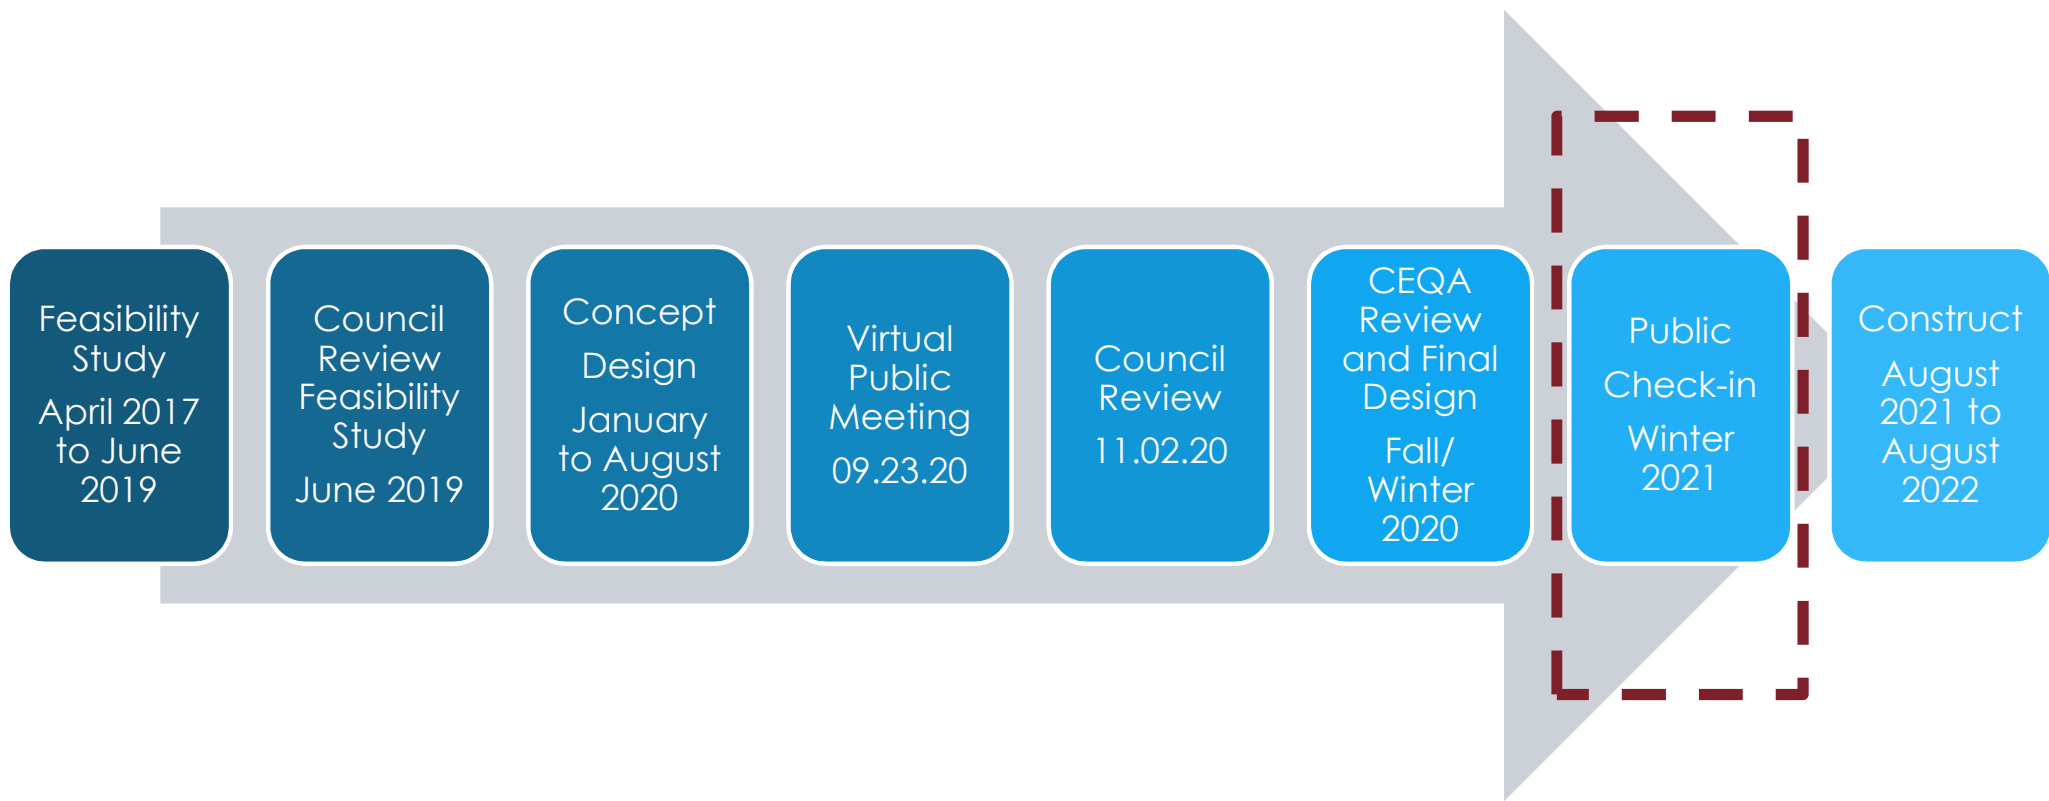 Feasibility
Study
April 2017
to June
2019
Council
Review
Feasibility
Study
June 2019
Concept
Design
January
to August
2020
Virtual
Public
Meeting
09.23.20
Council
Review
11.02.20
CEQA
Review
and Final
Design
Fall/
Winter
2020
Public
Check-in
Winter
2021
Construct
August
2021 to
August
2022